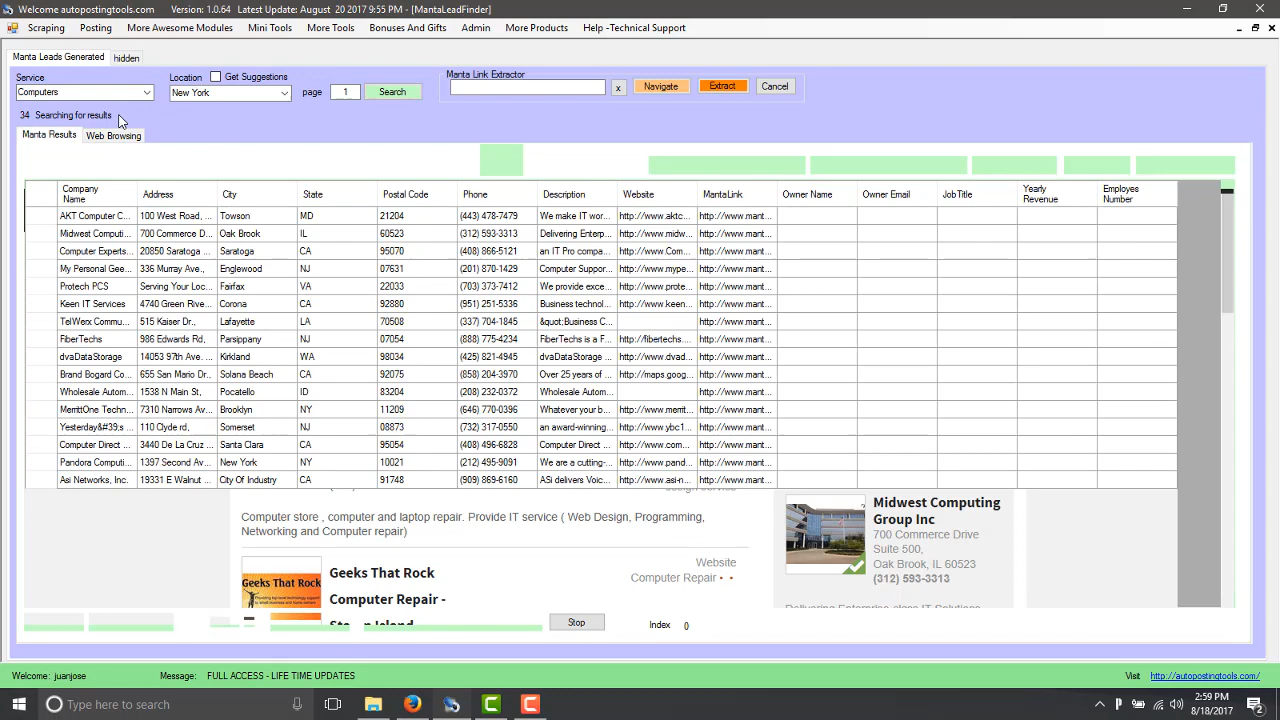 Welcome autopostingtools.com Version: 1.0.64 Latest Update: August 20 2017 9:55 PM - [MantaLeadFinder]
Scraping Posting More Awesome Modules Mini Tools More Tools Bonuses And Gifts Admin More Products Help -Technical Support
Manta Leads Generated hidden
Service Location Get Suggestions Manta Link Extractor
Computers New York page 1 Search x Navigate Extract Cancel
34 Searching for results
Manta Results Web Browsing
Company Name Address City State Postal Code Phone Description Website MantaLink Owner Name Owner Email JobTitle Yearly Revenue Employes Number
AKT Computer C... 100 West Road, ... Towson MD 21204 (443) 478-7479 We make IT wor... http://www.aktc... http://www.mant...
Midwest Computi... 700 Commerce D... Oak Brook IL 60523 (312) 593-3313 Delivering Enterp... http://www.midw... http://www.mant...
Computer Experts... 20850 Saratoga ... Saratoga CA 95070 (408) 866-5121 an IT Pro compa... http://www.Com... http://www.mant...
My Personal Gee... 336 Murray Ave., Englewood NJ 07631 (201) 870-1429 Computer Suppor... http://www.mype... http://www.mant...
Protech PCS Serving Your Loc... Fairfax VA 22033 (703) 373-7412 We provide exce... http://www.prote... http://www.mant...
Keen IT Services 4740 Green Rive... Corona CA 92880 (951) 251-5336 Business technol... http://www.keen... http://www.mant...
TelWerx Commu... 515 Kaiser Dr., Lafayette LA 70508 (337) 704-1845 &quot;Business C... http://www.mant...
FiberTechs 986 Edwards Rd, Parsippany NJ 07054 (888) 775-4234 FiberTechs is a F... http://fibertechs.... http://www.mant...
dvaDataStorage 14053 97th Ave. ... Kirkland WA 98034 (425) 821-4945 dvaDataStorage ... http://www.dvad... http://www.mant...
Brand Bogard Co... 655 San Mario Dr... Solana Beach CA 92075 (858) 204-3970 Over 25 years of ... http://maps.goog... http://www.mant...
Wholesale Autom... 1538 N Main St, Pocatello ID 83204 (208) 232-0372 Wholesale Autom... http://www.mant...
MerrittOne Techn... 7310 Narrows Av... Brooklyn NY 11209 (646) 770-0396 Whatever your b... http://www.merrit... http://www.mant...
Yesterday&#39;s ... 110 Clyde rd. Somerset NJ 08873 (732) 317-0550 an award-winning... http://www.ybc1... http://www.mant...
Computer Direct ... 3440 De La Cruz ... Santa Clara CA 95054 (408) 496-6828 Computer Direct ... http://www.com... http://www.mant...
Pandora Computi... 1397 Second Av... New York NY 10021 (212) 495-9091 We are a cutting-... http://www.pand... http://www.mant...
Asi Networks, Inc. 19331 E Walnut ... City Of Industry CA 91748 (909) 869-6160 ASi delivers Voic... http://www.asi-n... http://www.mant...
Computer store , computer and laptop repair. Provide IT service ( Web Design, Programming,
Networking and Computer repair)
Midwest Computing
Group Inc
700 Commerce Drive
Suite 500,
Oak Brook, IL 60523
(312) 593-3313
Website
Computer Repair
Geeks That Rock
Geeks That Rock
Computer Repair -
Stop Index 0
Welcome: juanjose Message: FULL ACCESS - LIFE TIME UPDATES Visit http://autopostingtools.com/
Type here to search
2:59 PM
8/18/2017
2